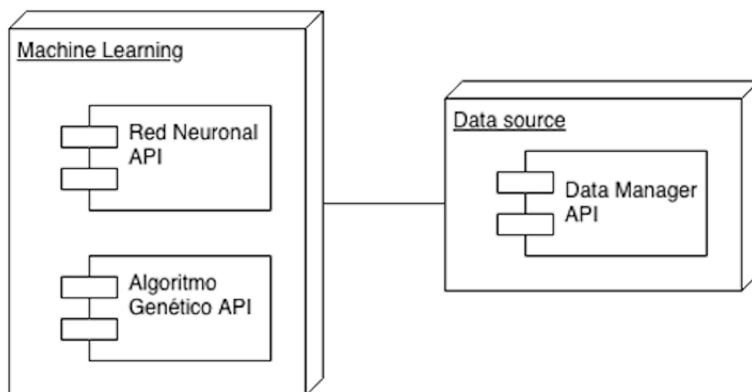 Machine Learning
Red Neuronal
API
Algoritmo
Genético API
Data source
Data Manager
API